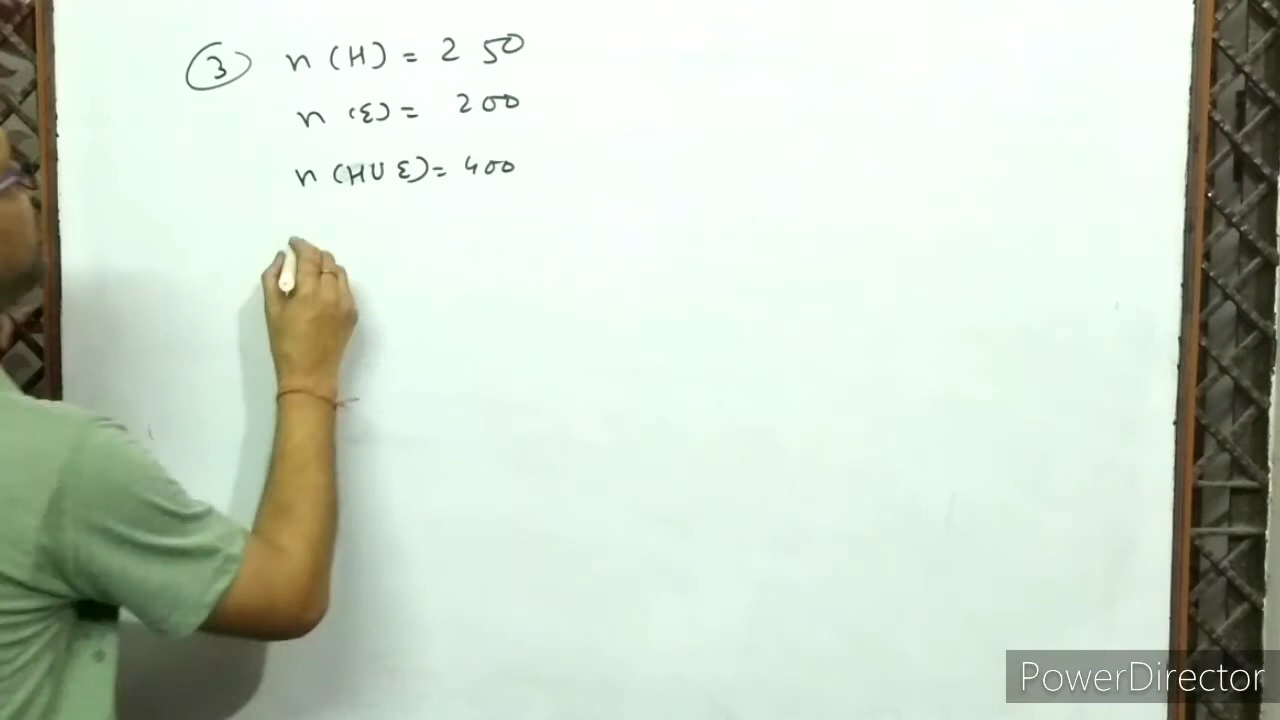 3 n (H) = 250
n (E) = 200
n (H∪E) = 400
PowerDirector